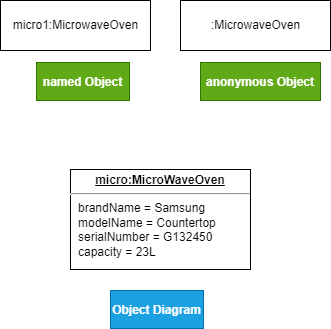 micro1:MicrowaveOven
:MicrowaveOven
named Object
anonymous Object
micro:MicroWaveOven
brandName = Samsung
modelName = Countertop
serialNumber = G132450
capacity = 23L
Object Diagram